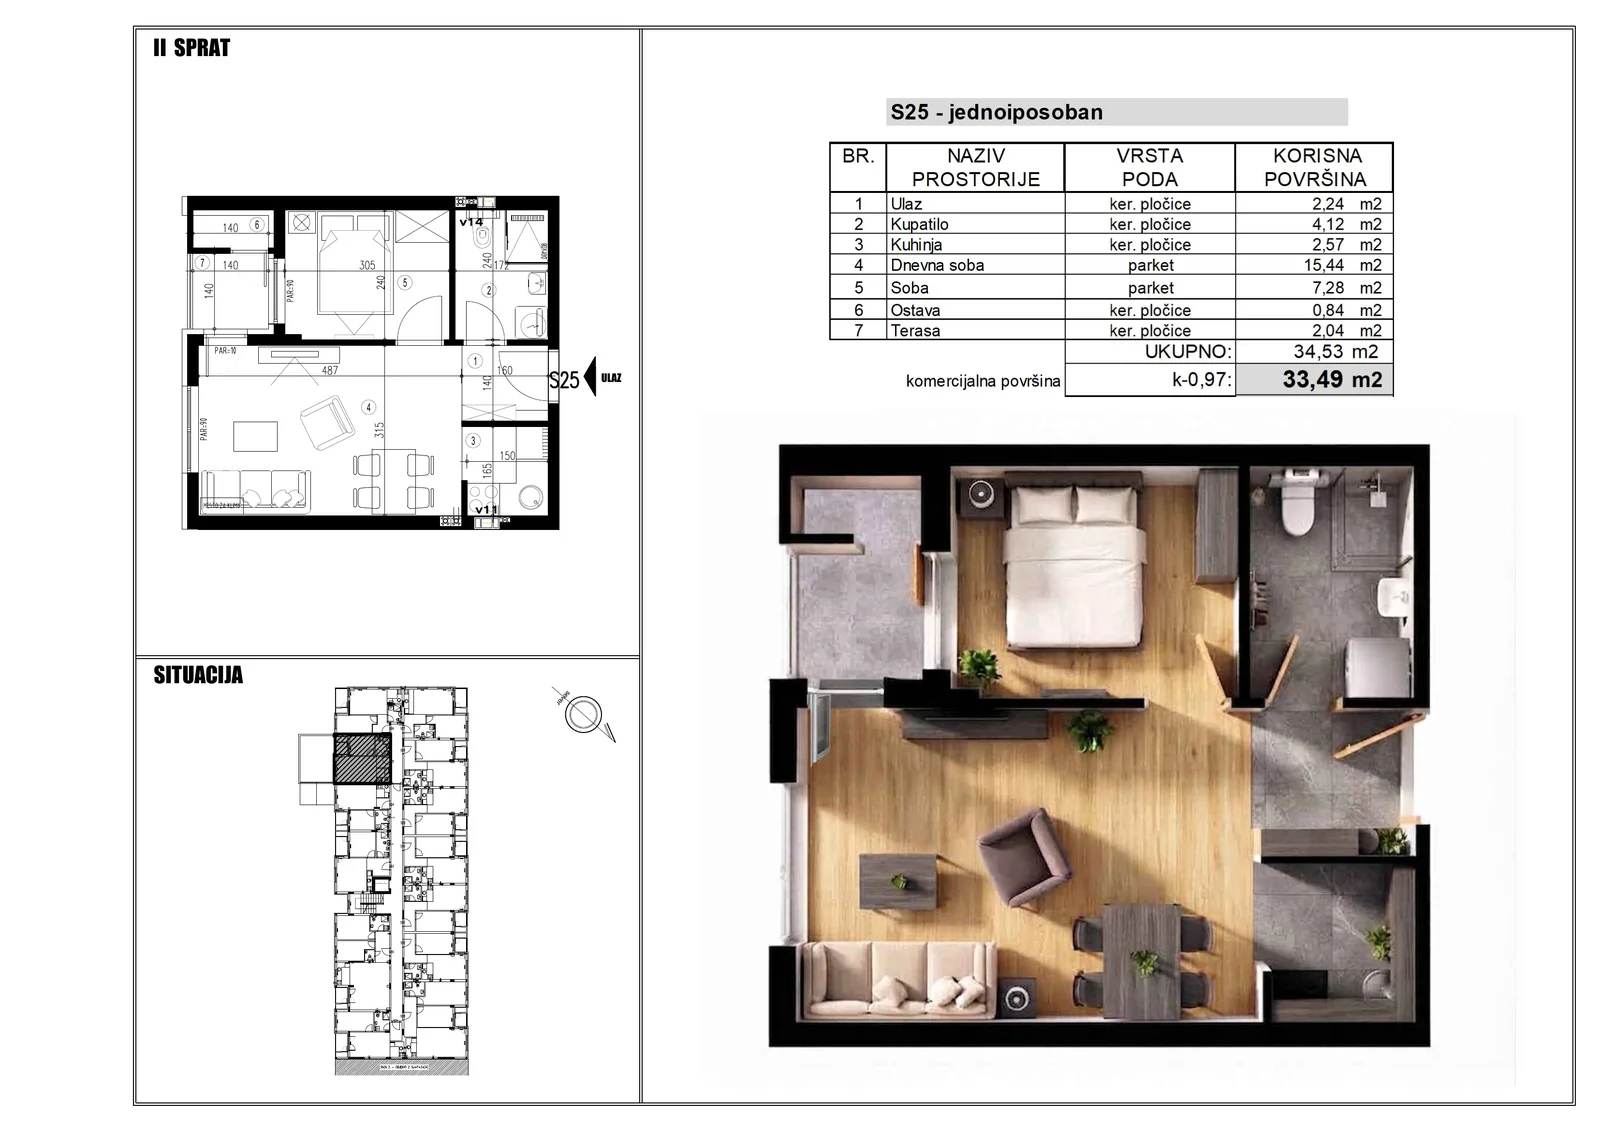 II SPRAT
140
6
7
140
140
305
240
5
PAR=90
v14
240
172
2
PAR=10
487
1
160
140
S25
ULAZ
4
315
PAR=90
3
150
165
v11
SITUACIJA
S25 - jednoiposoban
BR. NAZIV PROSTORIJE VRSTA PODA KORISNA POVRŠINA
1 Ulaz ker. pločice 2,24 m2
2 Kupatilo ker. pločice 4,12 m2
3 Kuhinja ker. pločice 2,57 m2
4 Dnevna soba parket 15,44 m2
5 Soba parket 7,28 m2
6 Ostava ker. pločice 0,84 m2
7 Terasa ker. pločice 2,04 m2
UKUPNO: 34,53 m2
komercijalna površina k-0,97: 33,49 m2